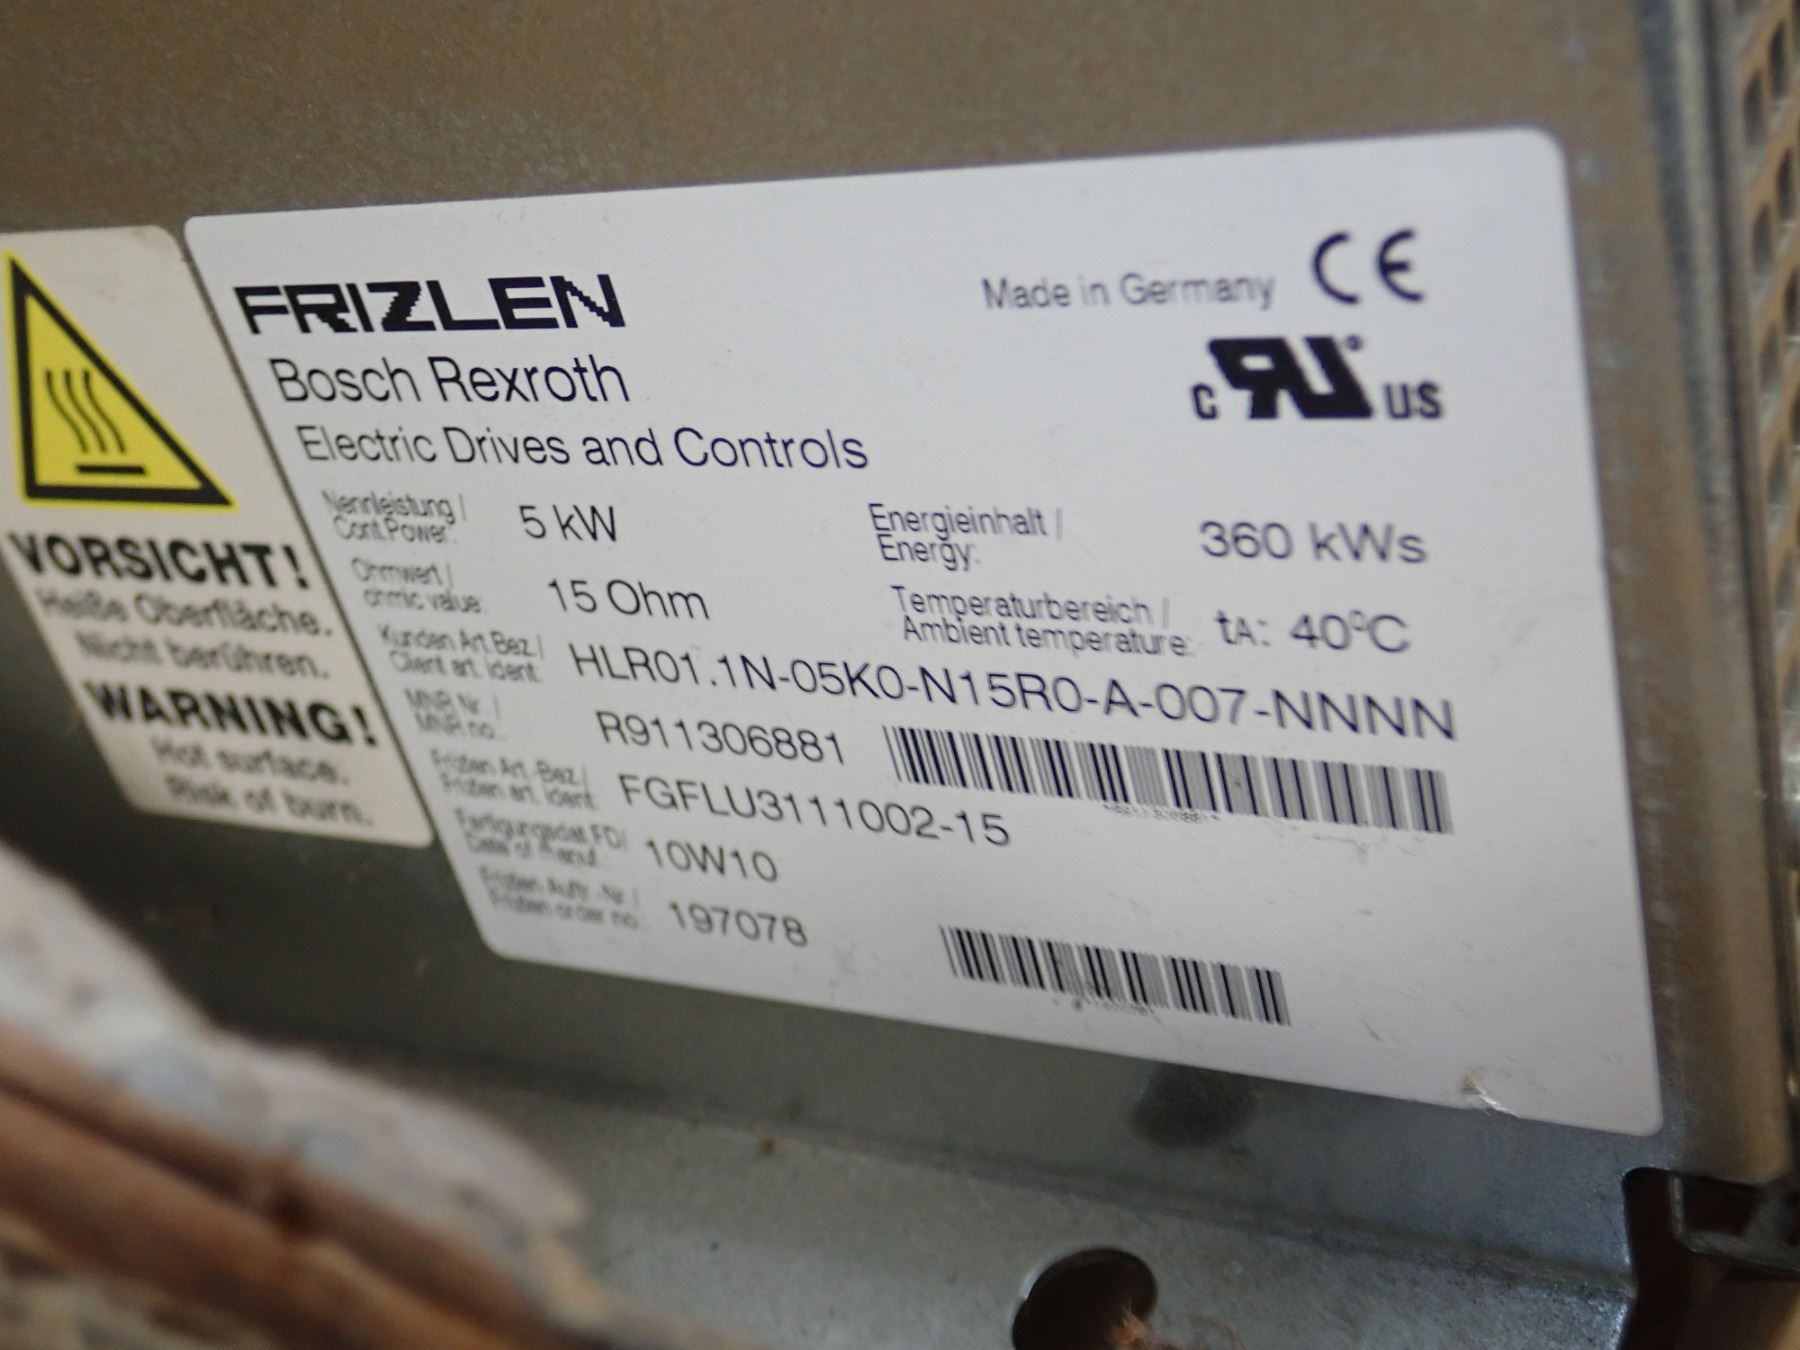 FRIZLEN
Made in Germany CE
Bosch Rexroth
c RU US
Electric Drives and Controls
Nennleistung /
Cont.Power: 5 kW
Energieinhalt /
Energy: 360 kWs
Ohmwert /
ohmic value: 15 Ohm
Temperaturbereich /
Ambient temperature: tA: 40°C
Kunden Art.Bez /
Client art. ident: HLR01.1N-05K0-N15R0-A-007-NNNN
MNR Nr. /
MNR no.: R911306881
Frizlen Art.-Bez /
Frizlen art. ident: FGFLU3111002-15
Fertigungsdat.FD/
Date of manuf.: 10W10
Frizlen Auftr.-Nr. /
Frizlen order no.: 197078
VORSICHT!
Heiße Oberfläche.
Nicht berühren.
WARNING!
Hot surface.
Risk of burn.